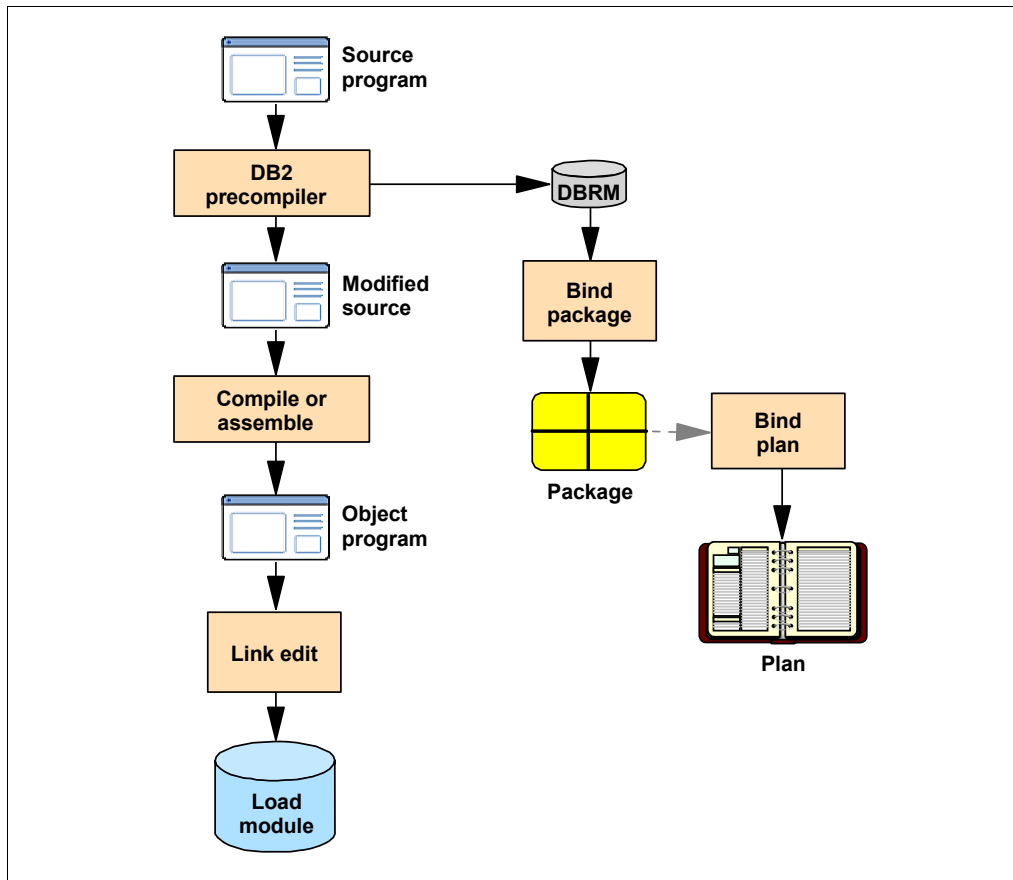 Source
program
DB2
precompiler
DBRM
Modified
source
Bind
package
Compile or
assemble
Bind
plan
Package
Object
program
Link edit
Plan
Load
module